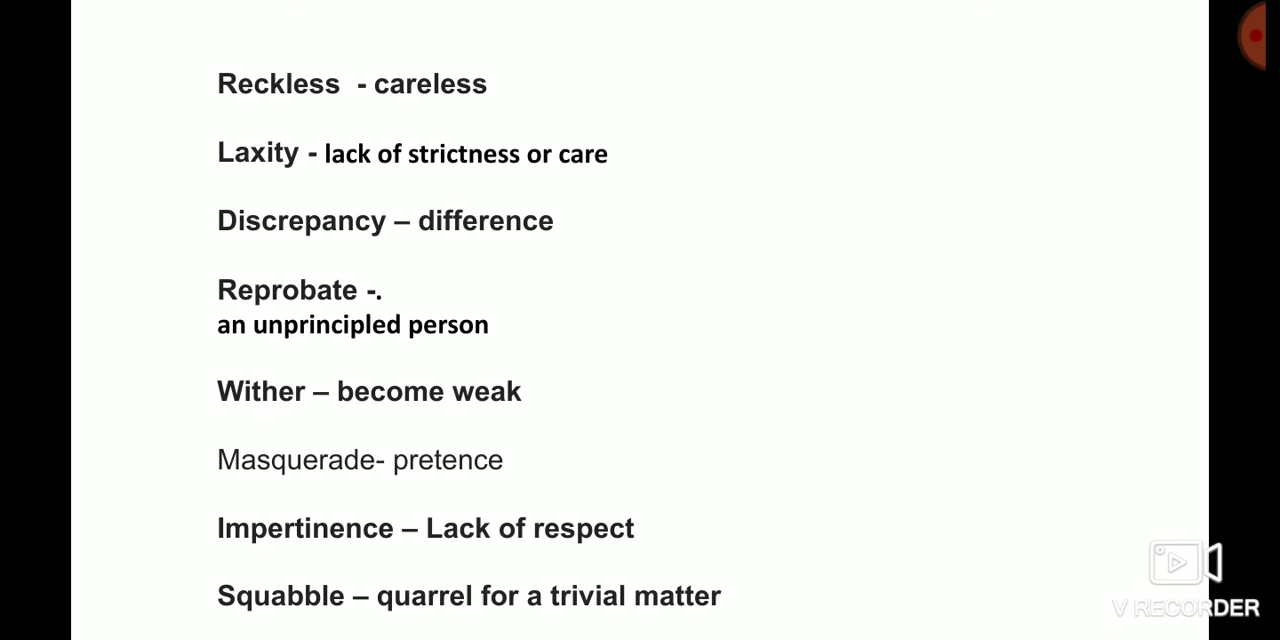 Reckless - careless
Laxity - lack of strictness or care
Discrepancy – difference
Reprobate -.
an unprincipled person
Wither – become weak
Masquerade- pretence
Impertinence – Lack of respect
Squabble – quarrel for a trivial matter
V RECORDER